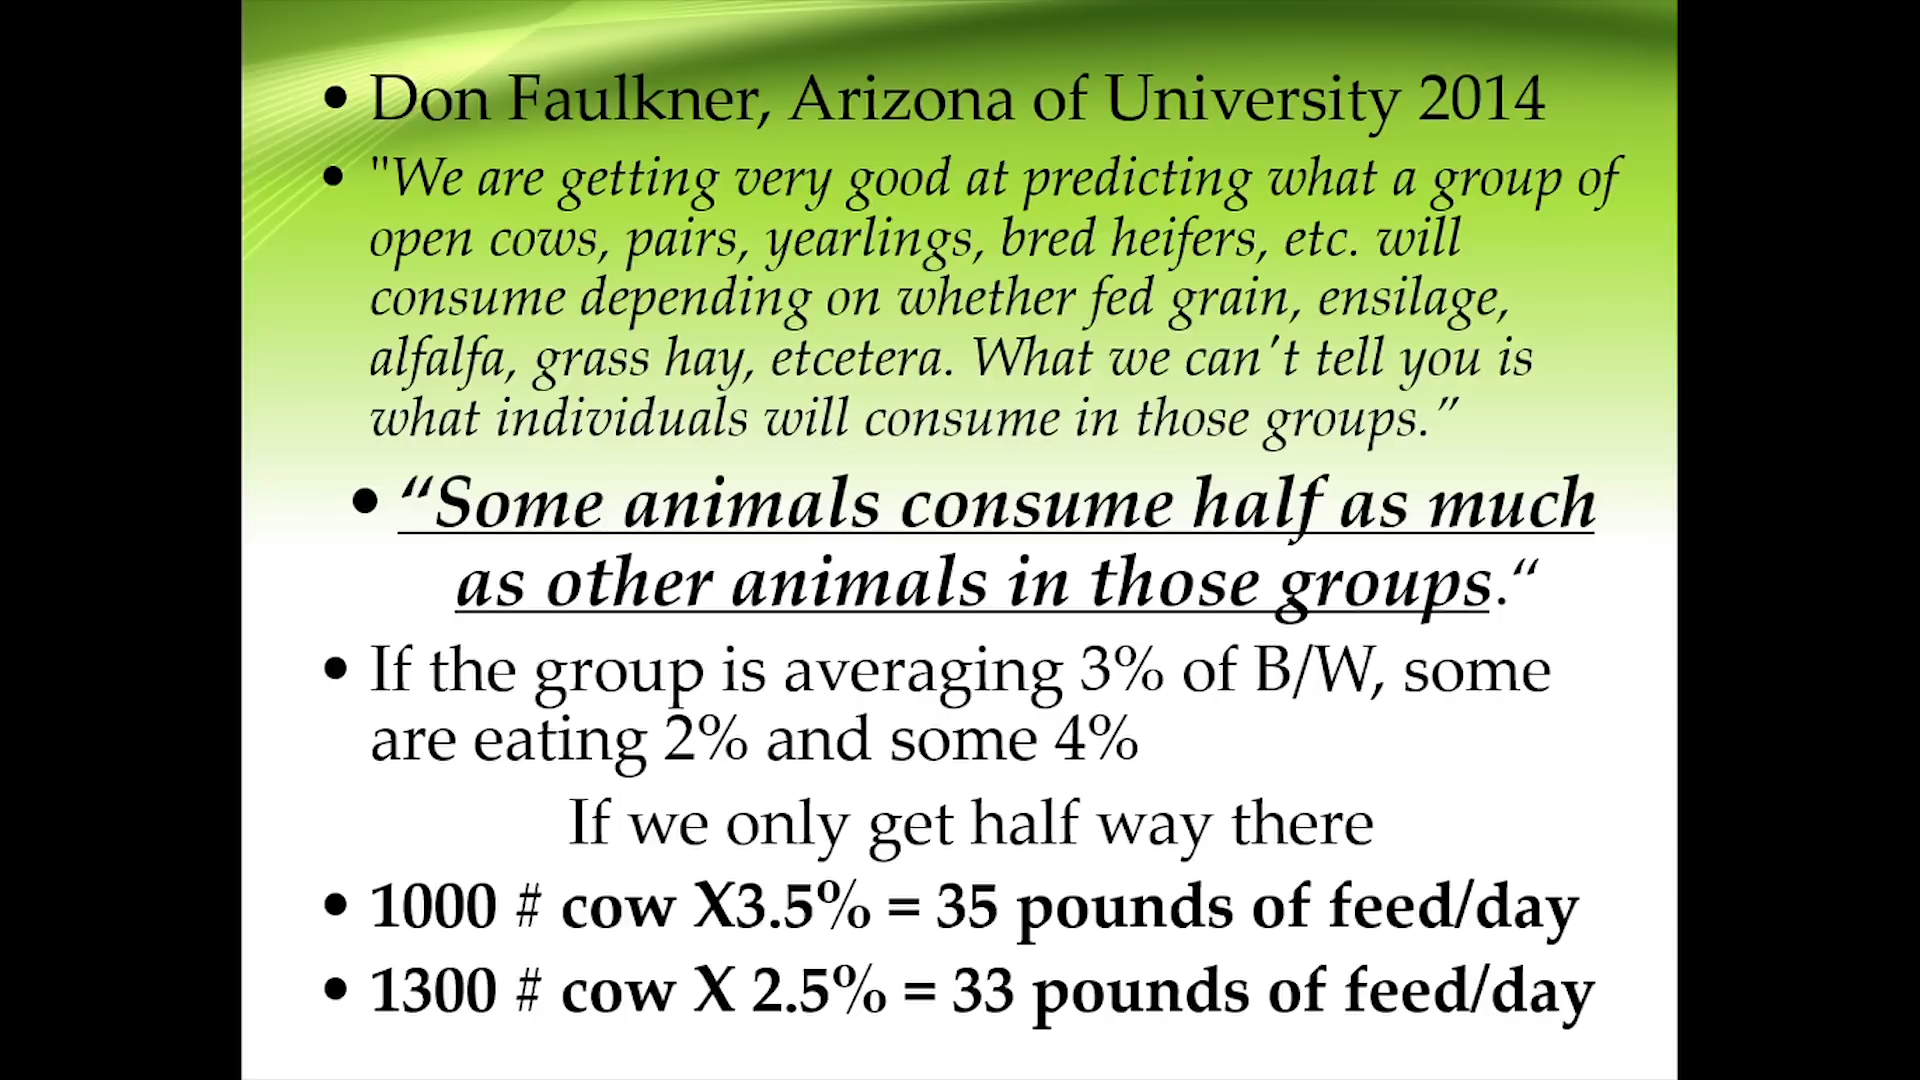 • Don Faulkner, Arizona of University 2014
• "We are getting very good at predicting what a group of
open cows, pairs, yearlings, bred heifers, etc. will
consume depending on whether fed grain, ensilage,
alfalfa, grass hay, etcetera. What we can't tell you is
what individuals will consume in those groups.”
• “Some animals consume half as much
as other animals in those groups.“
• If the group is averaging 3% of B/W, some
are eating 2% and some 4%
If we only get half way there
• 1000 # cow X3.5% = 35 pounds of feed/day
• 1300 # cow X 2.5% = 33 pounds of feed/day